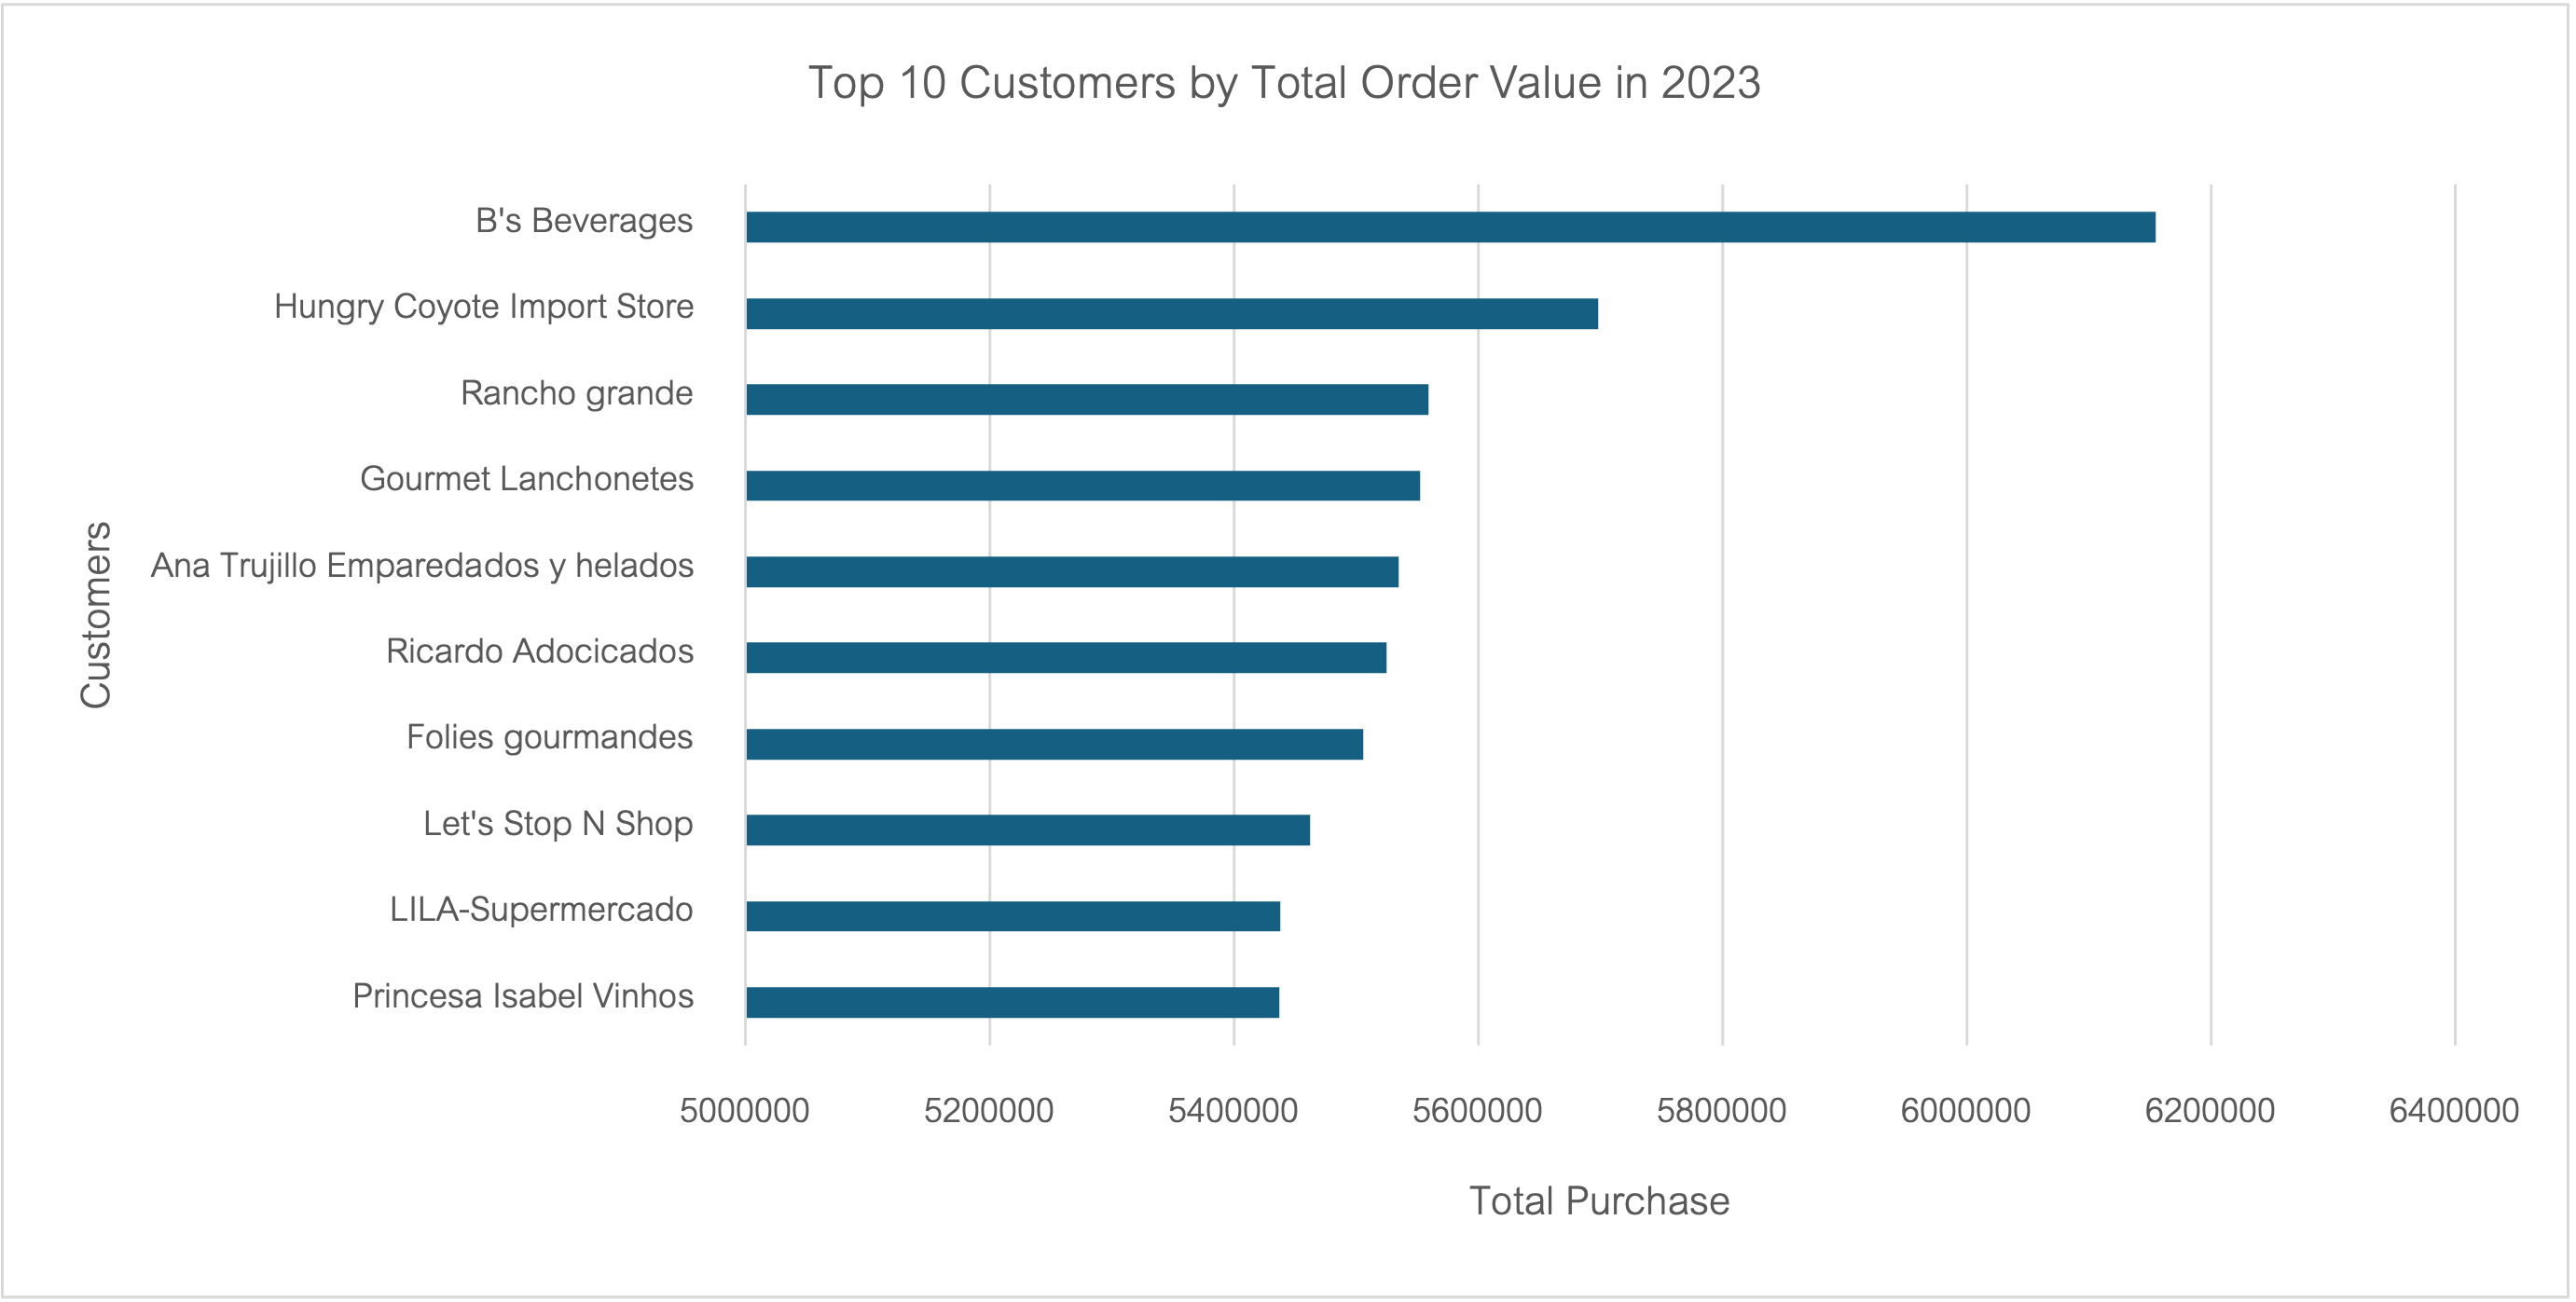 Top 10 Customers by Total Order Value in 2023
Customers
B's Beverages
Hungry Coyote Import Store
Rancho grande
Gourmet Lanchonetes
Ana Trujillo Emparedados y helados
Ricardo Adocicados
Folies gourmandes
Let's Stop N Shop
LILA-Supermercado
Princesa Isabel Vinhos
5000000 5200000 5400000 5600000 5800000 6000000 6200000 6400000
Total Purchase